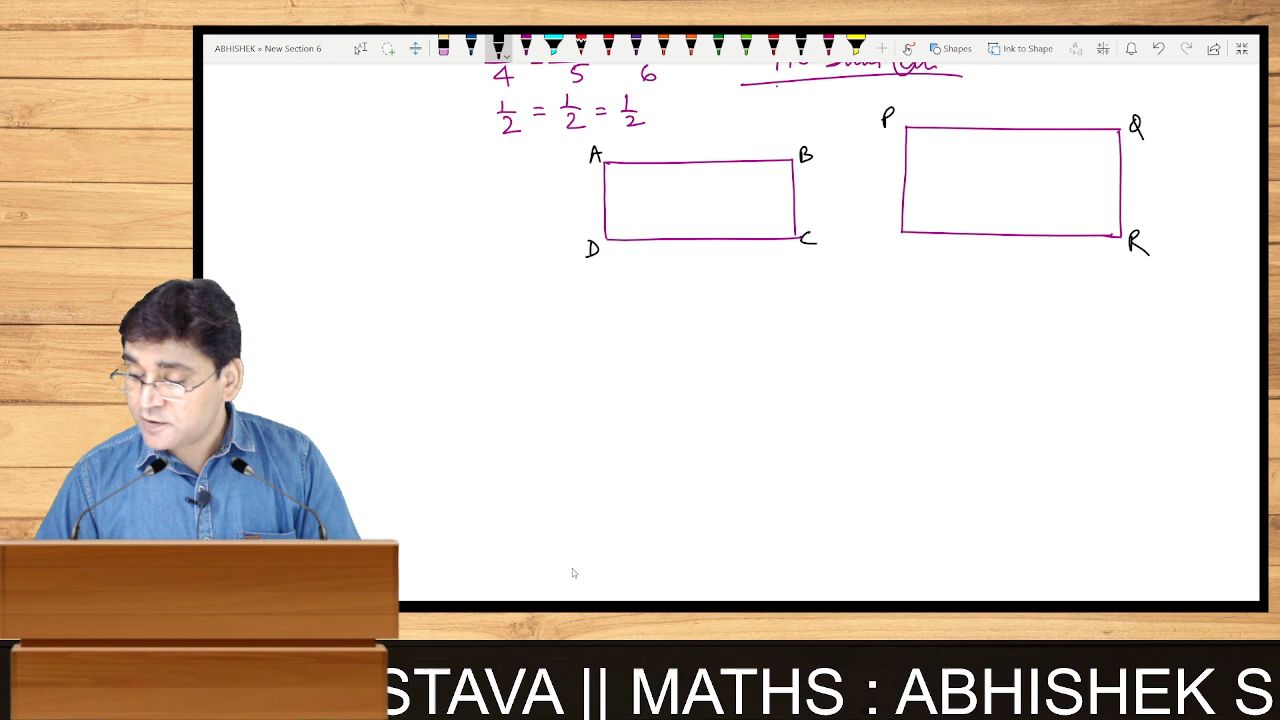 ABHISHEK » New Section 6
Shapes
Ink to Shape
4 5 6
1/2 = 1/2 = 1/2
P Q
A B
D C
R
STAVA || MATHS : ABHISHEK S